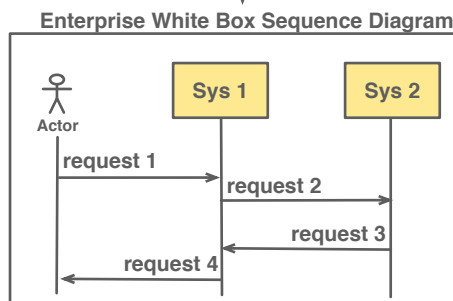 Enterprise White Box Sequence Diagram
Sys 1
Sys 2
Actor
request 1
request 2
request 3
request 4